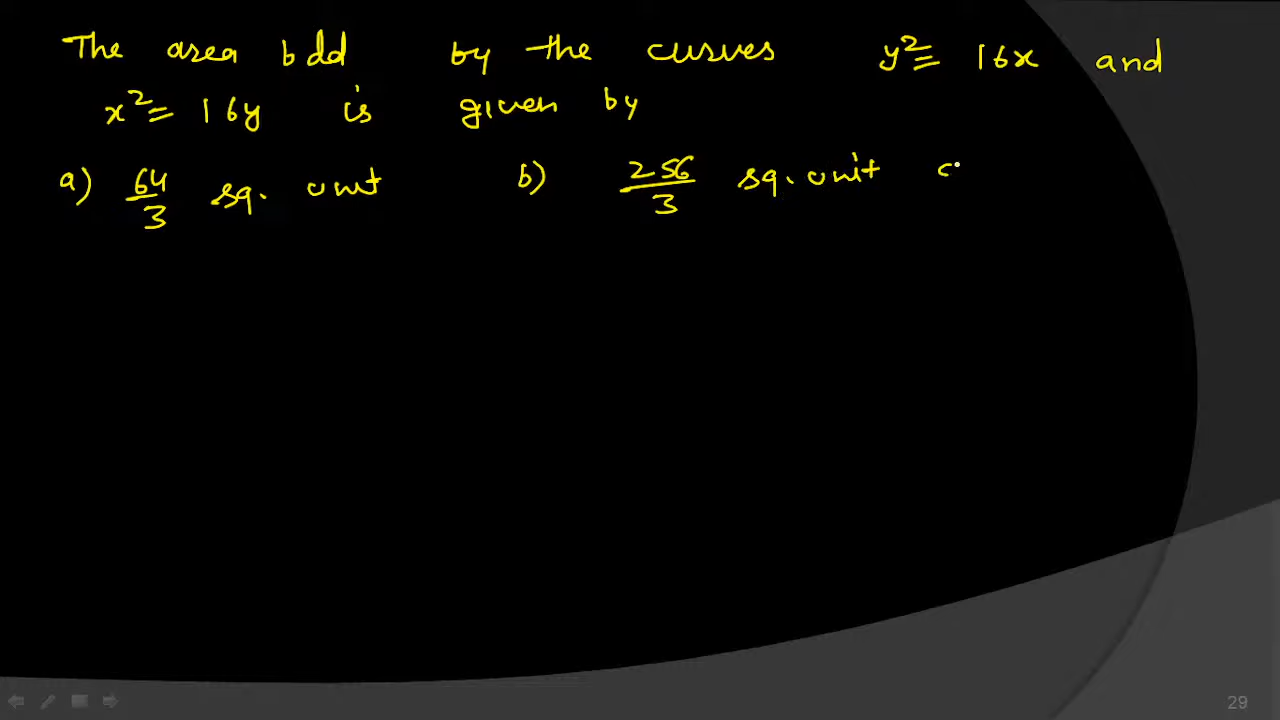 The area bdd by the curves y² = 16x and
x² = 16y is given by
a) 64/3 sq. unit b) 256/3 sq. unit c
29